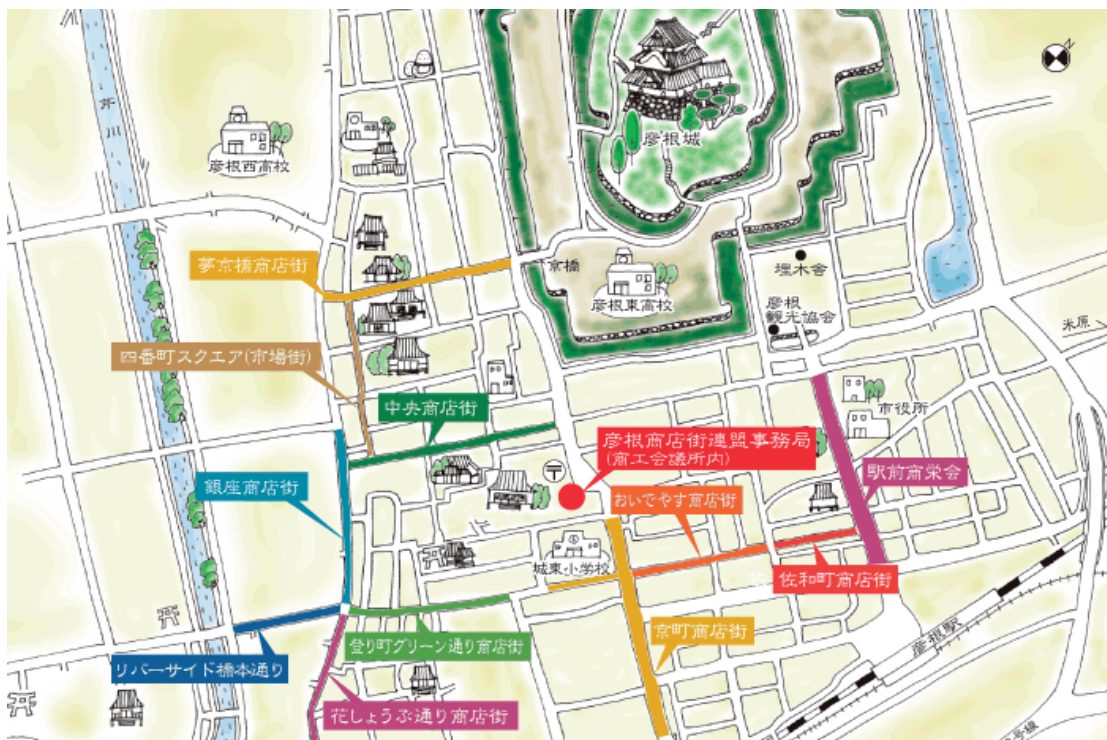 N
芹川
彦根西高校
彦根城
夢京橋商店街
京橋
彦根東高校
埋木舎
彦根
観光協会
米原
四番町スクエア(市場街)
中央商店街
市役所
彦根商店街連盟事務局
(商工会議所内)
〒
駅前商栄会
銀座商店街
おいでやす商店街
城東小学校
佐和町商店街
京町商店街
登り町グリーン通り商店街
リバーサイド橋本通り
花しょうぶ通り商店街
彦根駅
号線